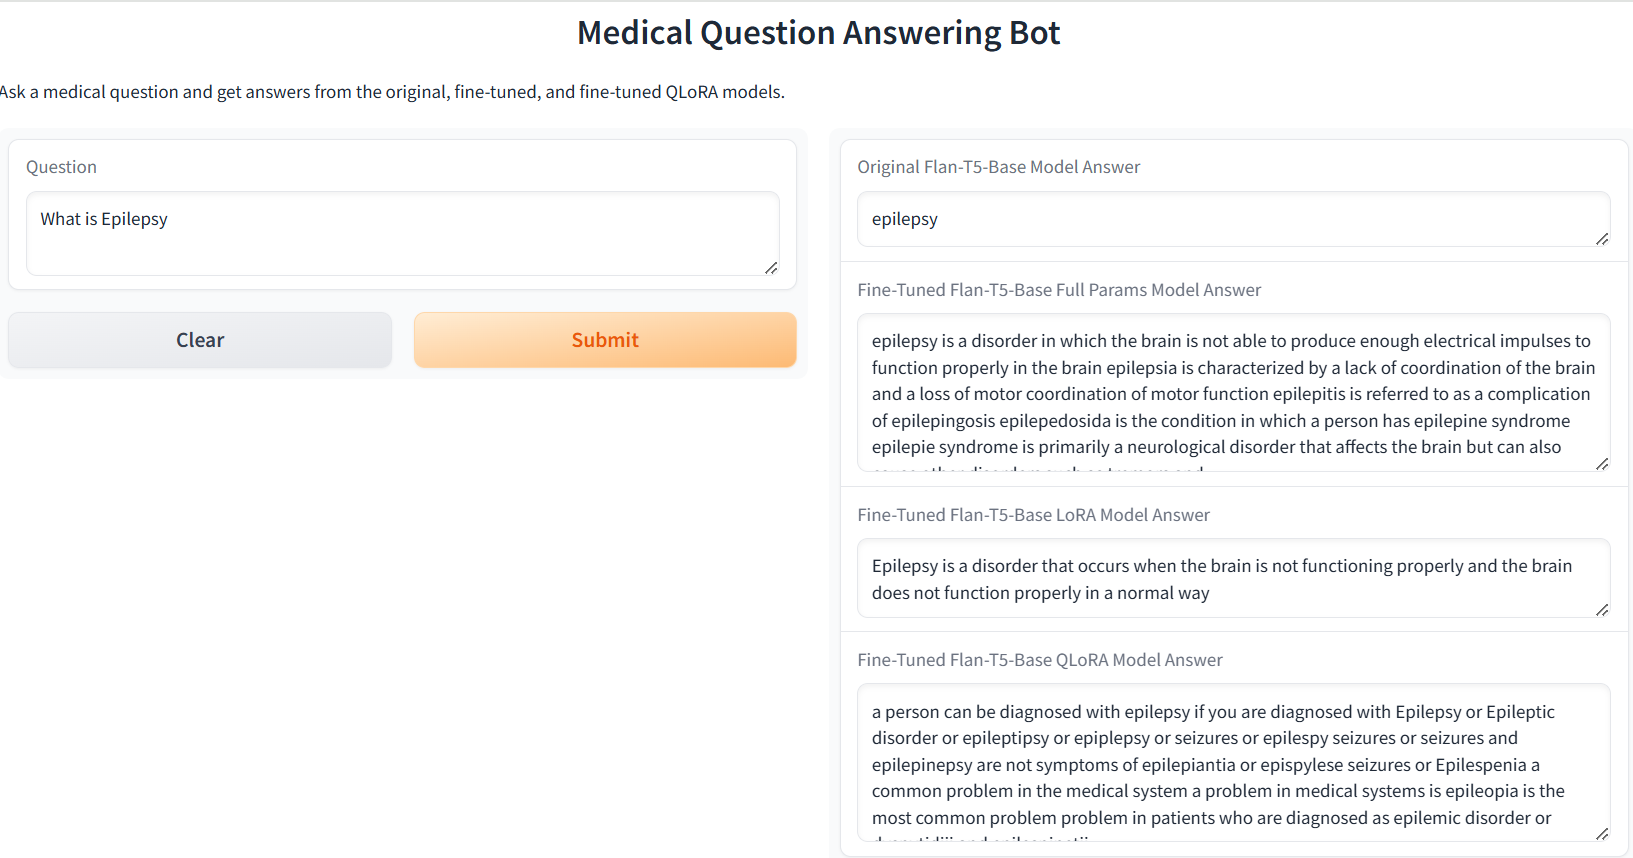 Medical Question Answering Bot
Ask a medical question and get answers from the original, fine-tuned, and fine-tuned QLoRA models.
Question
What is Epilepsy
Clear
Submit
Original Flan-T5-Base Model Answer
epilepsy
Fine-Tuned Flan-T5-Base Full Params Model Answer
epilepsy is a disorder in which the brain is not able to produce enough electrical impulses to
function properly in the brain epilepsia is characterized by a lack of coordination of the brain
and a loss of motor coordination of motor function epilepitis is referred to as a complication
of epilepingosis epilepedosida is the condition in which a person has epilepine syndrome
epilepie syndrome is primarily a neurological disorder that affects the brain but can also
Fine-Tuned Flan-T5-Base LoRA Model Answer
Epilepsy is a disorder that occurs when the brain is not functioning properly and the brain
does not function properly in a normal way
Fine-Tuned Flan-T5-Base QLoRA Model Answer
a person can be diagnosed with epilepsy if you are diagnosed with Epilepsy or Epileptic
disorder or epileptipsy or epiplepsy or seizures or epilespy seizures or seizures and
epilepinepsy are not symptoms of epilepiantia or epispylese seizures or Epilespenia a
common problem in the medical system a problem in medical systems is epileopia is the
most common problem problem in patients who are diagnosed as epilemic disorder or